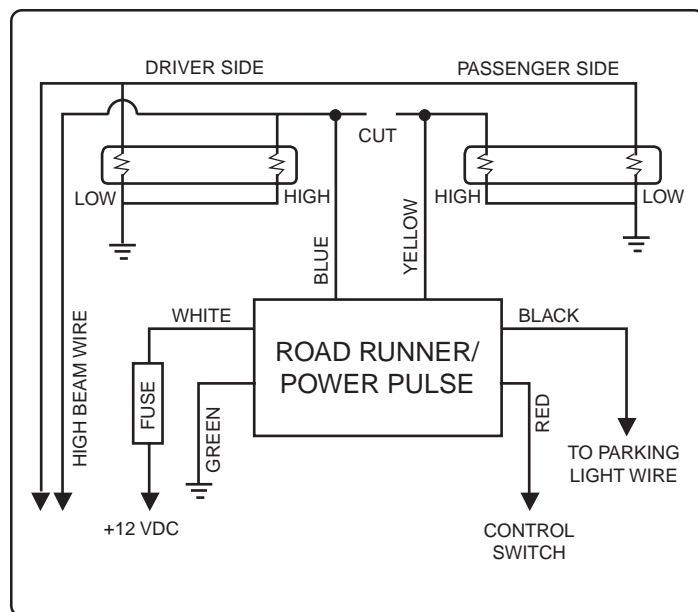 DRIVER SIDE
PASSENGER SIDE
CUT
LOW
HIGH
HIGH
LOW
BLUE
YELLOW
WHITE
BLACK
ROAD RUNNER/
POWER PULSE
HIGH BEAM WIRE
FUSE
GREEN
RED
TO PARKING
LIGHT WIRE
+12 VDC
CONTROL
SWITCH